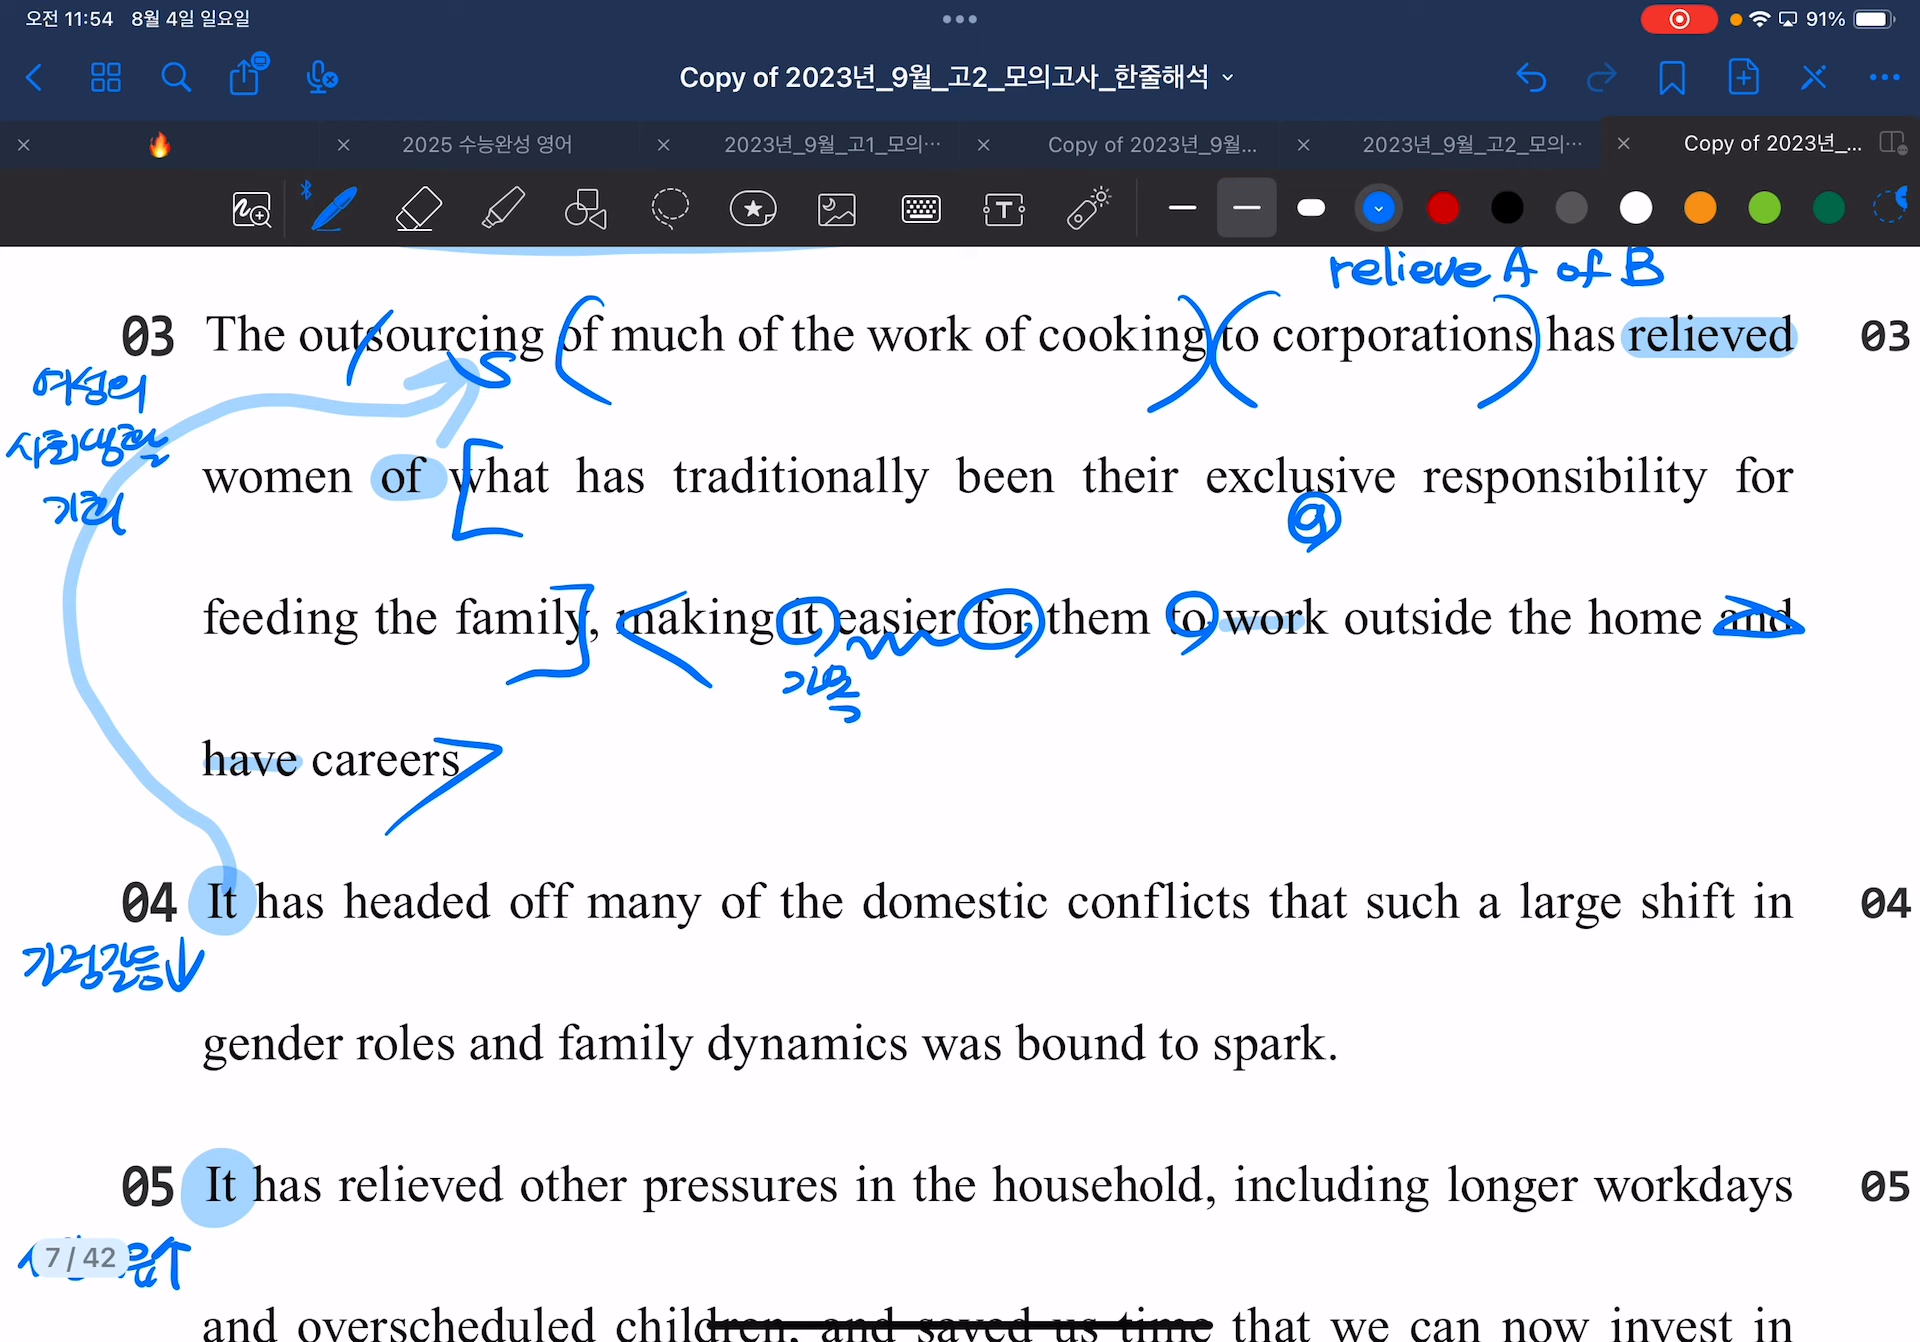 오전 11:54 8월 4일 일요일
91%
Copy of 2023년_9월_고2_모의고사_한줄해석
2025 수능완성 영어
2023년_9월_고1_모의…
Copy of 2023년_9월...
2023년_9월_고2_모의…
Copy of 2023년_...
relieve A of B
03 The outsourcing of much of the work of cooking to corporations has relieved 03
S
여성의
사회생활
기회
women of what has traditionally been their exclusive responsibility for
feeding the family, making it easier for them to work outside the home and
가목
have careers
04 It has headed off many of the domestic conflicts that such a large shift in 04
가정갈등↓
gender roles and family dynamics was bound to spark.
05 It has relieved other pressures in the household, including longer workdays 05
7 / 42
and overscheduled children, and saved us time that we can now invest in